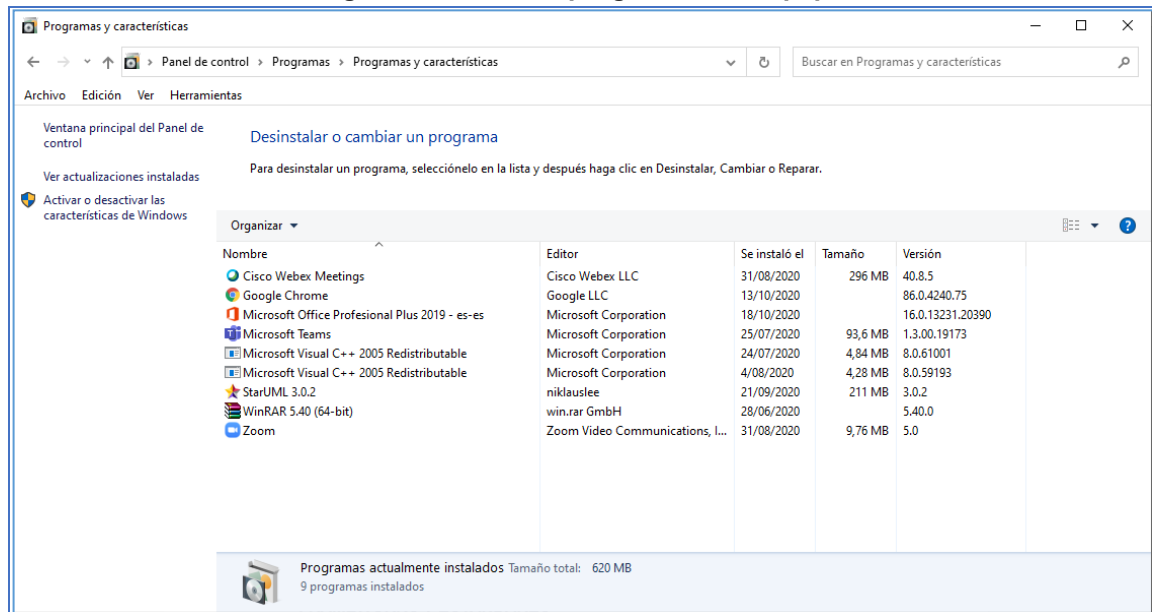 Programas y características
Panel de control > Programas > Programas y características
Buscar en Programas y características
Archivo Edición Ver Herramientas
Ventana principal del Panel de
control
Ver actualizaciones instaladas
Activar o desactivar las
características de Windows
Desinstalar o cambiar un programa
Para desinstalar un programa, selecciónelo en la lista y después haga clic en Desinstalar, Cambiar o Reparar.
Organizar
Nombre Editor Se instaló el Tamaño Versión
Cisco Webex Meetings Cisco Webex LLC 31/08/2020 296 MB 40.8.5
Google Chrome Google LLC 13/10/2020 86.0.4240.75
Microsoft Office Profesional Plus 2019 - es-es Microsoft Corporation 18/10/2020 16.0.13231.20390
Microsoft Teams Microsoft Corporation 25/07/2020 93,6 MB 1.3.00.19173
Microsoft Visual C++ 2005 Redistributable Microsoft Corporation 24/07/2020 4,84 MB 8.0.61001
Microsoft Visual C++ 2005 Redistributable Microsoft Corporation 4/08/2020 4,28 MB 8.0.59193
StarUML 3.0.2 niklauslee 21/09/2020 211 MB 3.0.2
WinRAR 5.40 (64-bit) win.rar GmbH 28/06/2020 5.40.0
Zoom Zoom Video Communications, I... 31/08/2020 9,76 MB 5.0
Programas actualmente instalados Tamaño total: 620 MB
9 programas instalados